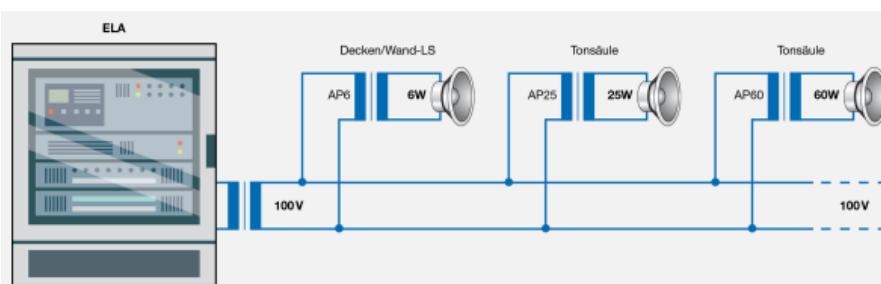 ELA
Decken/Wand-LS
Tonsäule
Tonsäule
AP6
6W
AP25
25W
AP60
60W
100V
100V